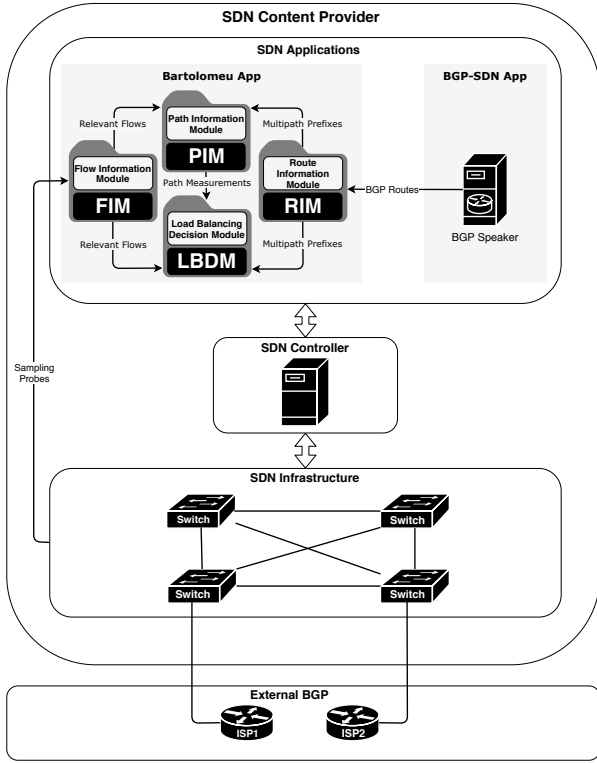 SDN Content Provider
SDN Applications
Bartolomeu App
BGP-SDN App
Relevant Flows
Path Information
Module
PIM
Multipath Prefixes
Flow Information
Module
FIM
Path Measurements
Route
Information
Module
RIM
BGP Routes
BGP Speaker
Relevant Flows
Load Balancing
Decision Module
LBDM
Multipath Prefixes
Sampling
Probes
SDN Controller
SDN Infrastructure
Switch
Switch
Switch
Switch
External BGP
ISP1
ISP2